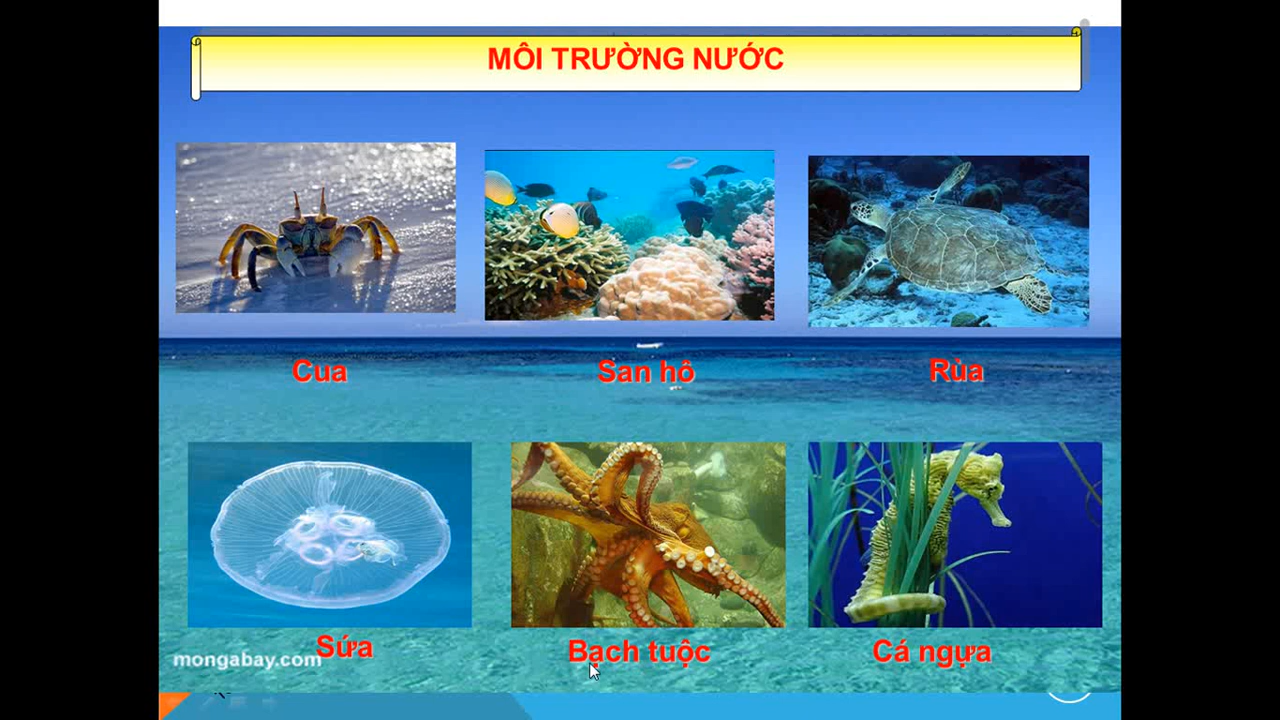 MÔI TRƯỜNG NƯỚC
Cua
San hô
Rùa
Sứa
Bạch tuộc
Cá ngựa
mongabay.com